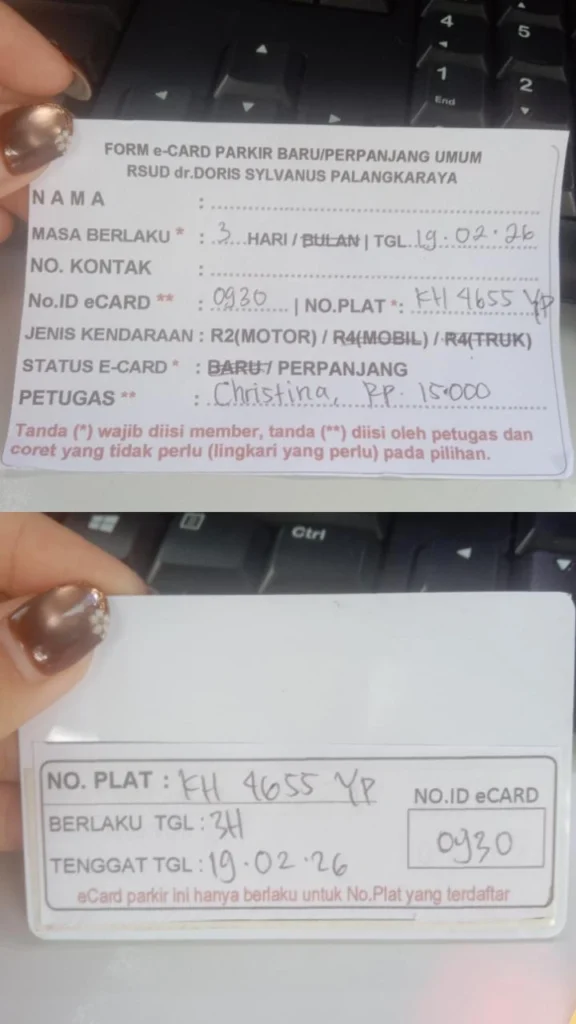 4
5
1
End
2
FORM e-CARD PARKIR BARU/PERPANJANG UMUM
RSUD dr.DORIS SYLVANUS PALANGKARAYA
NAMA :
MASA BERLAKU * : 3 HARI / BULAN | TGL. 19.02.26
NO. KONTAK :
No.ID eCARD ** : 0930 | NO.PLAT *: KH 4655 YP
JENIS KENDARAAN : R2(MOTOR) / R4(MOBIL) / R4(TRUK)
STATUS E-CARD * : BARU / PERPANJANG
PETUGAS ** : Christina, Rp. 15.000
Tanda (*) wajib diisi member, tanda (**) diisi oleh petugas dan
coret yang tidak perlu (lingkari yang perlu) pada pilihan.
Ctrl
NO. PLAT : KH 4655 YP
NO.ID eCARD
BERLAKU TGL : 3H
0930
TENGGAT TGL : 19.02.26
eCard parkir ini hanya berlaku untuk No.Plat yang terdaftar